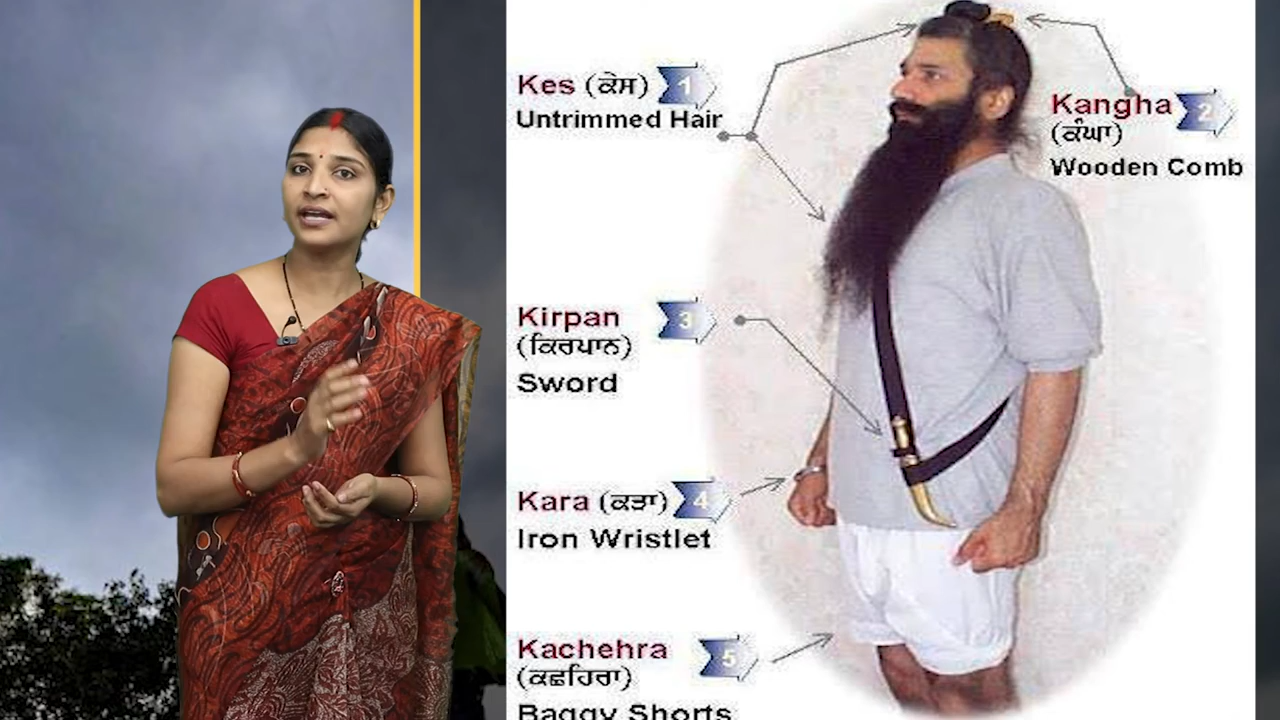 Kes (ਕੇਸ) 1
Untrimmed Hair
Kangha 2
(ਕੰਘਾ)
Wooden Comb
Kirpan 3
(ਕਿਰਪਾਨ)
Sword
Kara (ਕੜਾ) 4
Iron Wristlet
Kachehra 5
(ਕਛਹਿਰਾ)
Baggy Shorts